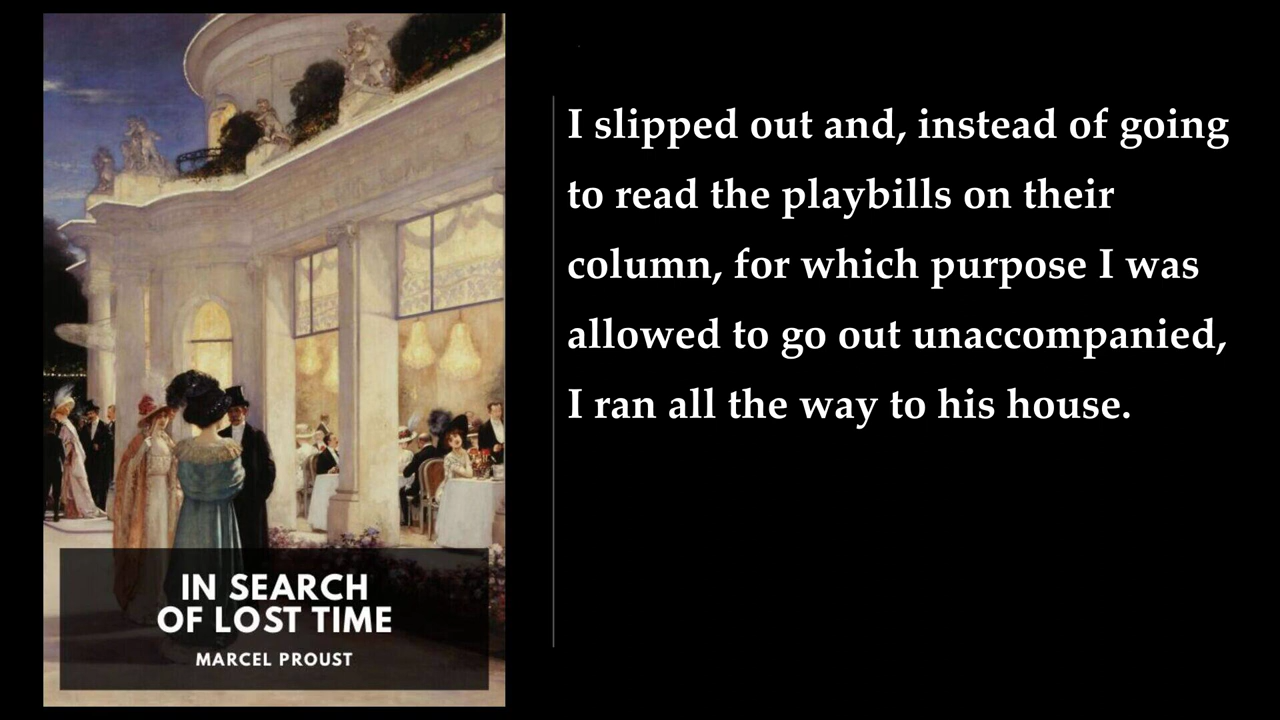 I slipped out and, instead of going
to read the playbills on their
column, for which purpose I was
allowed to go out unaccompanied,
I ran all the way to his house.
IN SEARCH
OF LOST TIME
MARCEL PROUST